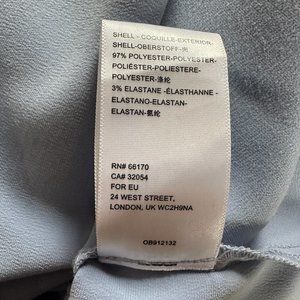 SHELL - COQUILLE-EXTERIOR-
SHELL-OBERSTOFF-壳
97% POLYESTER-POLYESTER-
POLIÉSTER-POLIESTERE-
POLYESTER-涤纶
3% ELASTANE -ÉLASTHANNE -
ELASTANO-ELASTAN-
ELASTAN-氨纶
RN# 66170
CA# 32054
FOR EU
24 WEST STREET,
LONDON, UK WC2H9NA
OB912132